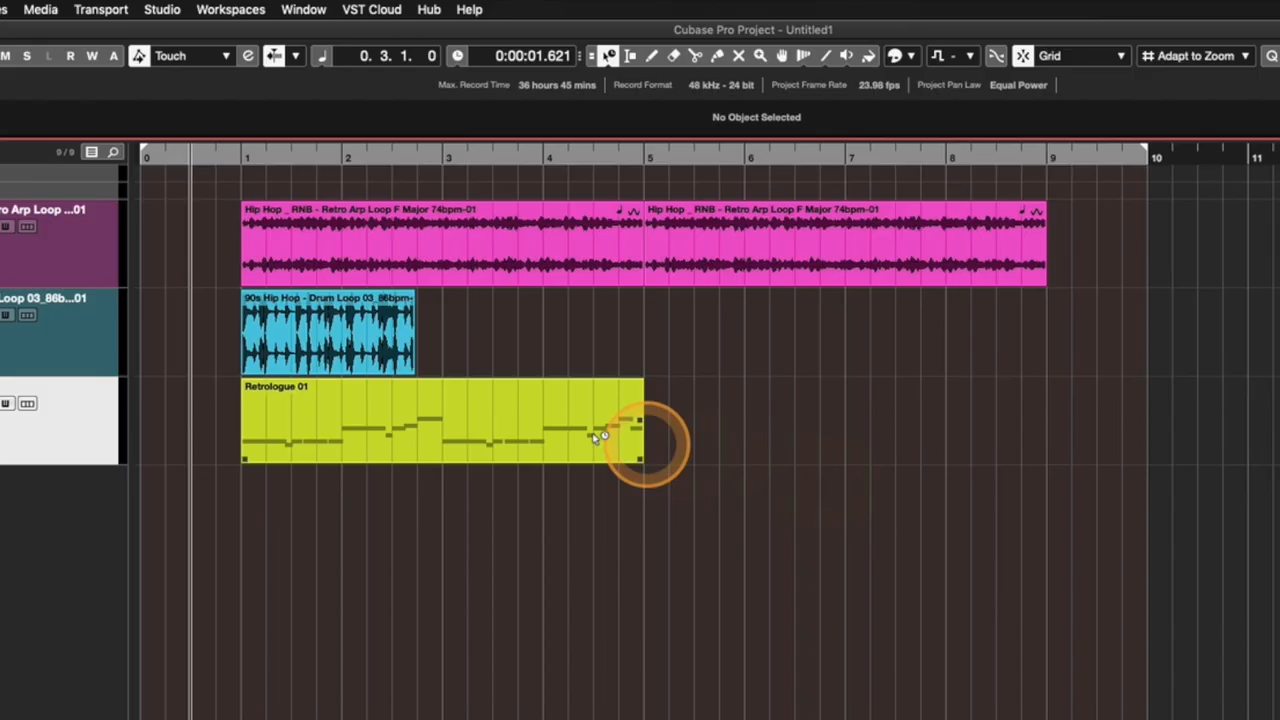 es Media Transport Studio Workspaces Window VST Cloud Hub Help
Cubase Pro Project - Untitled1
M S L R W A Touch e 0. 3. 1. 0 0:00:01.621 Grid Adapt to Zoom Q
Max. Record Time 36 hours 45 mins Record Format 48 kHz - 24 bit Project Frame Rate 23.98 fps Project Pan Law Equal Power
No Object Selected
9 / 9
0 1 2 3 4 5 6 7 8 9 10 11
ro Arp Loop ...01 Hip Hop _ RNB - Retro Arp Loop F Major 74bpm-01 Hip Hop _ RNB - Retro Arp Loop F Major 74bpm-01
Loop 03_86b...01 90s Hip Hop - Drum Loop 03_86bpm-
Retrologue 01